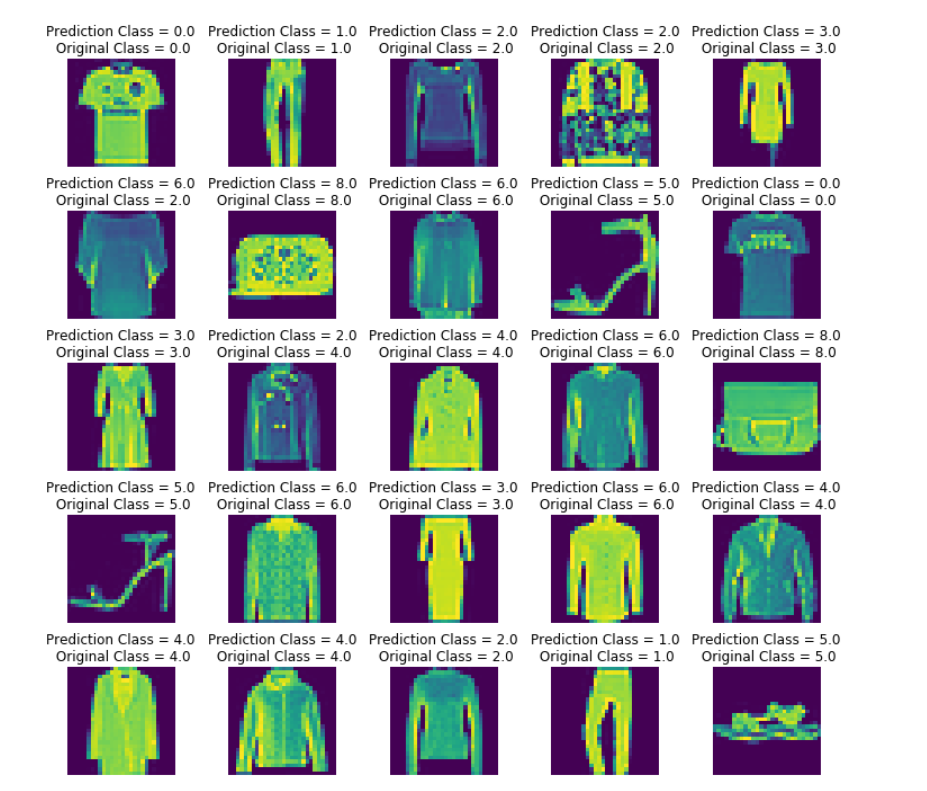 Prediction Class = 0.0 Prediction Class = 1.0 Prediction Class = 2.0 Prediction Class = 2.0 Prediction Class = 3.0
Original Class = 0.0 Original Class = 1.0 Original Class = 2.0 Original Class = 2.0 Original Class = 3.0
Prediction Class = 6.0 Prediction Class = 8.0 Prediction Class = 6.0 Prediction Class = 5.0 Prediction Class = 0.0
Original Class = 2.0 Original Class = 8.0 Original Class = 6.0 Original Class = 5.0 Original Class = 0.0
Prediction Class = 3.0 Prediction Class = 2.0 Prediction Class = 4.0 Prediction Class = 6.0 Prediction Class = 8.0
Original Class = 3.0 Original Class = 4.0 Original Class = 4.0 Original Class = 6.0 Original Class = 8.0
Prediction Class = 5.0 Prediction Class = 6.0 Prediction Class = 3.0 Prediction Class = 6.0 Prediction Class = 4.0
Original Class = 5.0 Original Class = 6.0 Original Class = 3.0 Original Class = 6.0 Original Class = 4.0
Prediction Class = 4.0 Prediction Class = 4.0 Prediction Class = 2.0 Prediction Class = 1.0 Prediction Class = 5.0
Original Class = 4.0 Original Class = 4.0 Original Class = 2.0 Original Class = 1.0 Original Class = 5.0